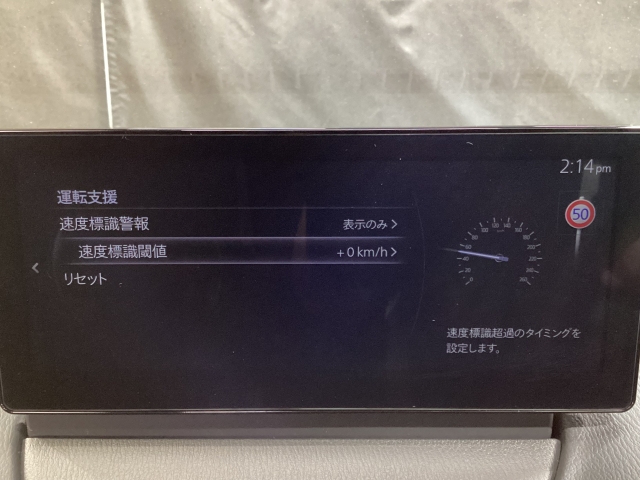 2:14 pm
運転支援
速度標識警報 表示のみ
速度標識閾値 +0 km/h
リセット
50
速度標識超過のタイミングを
設定します。